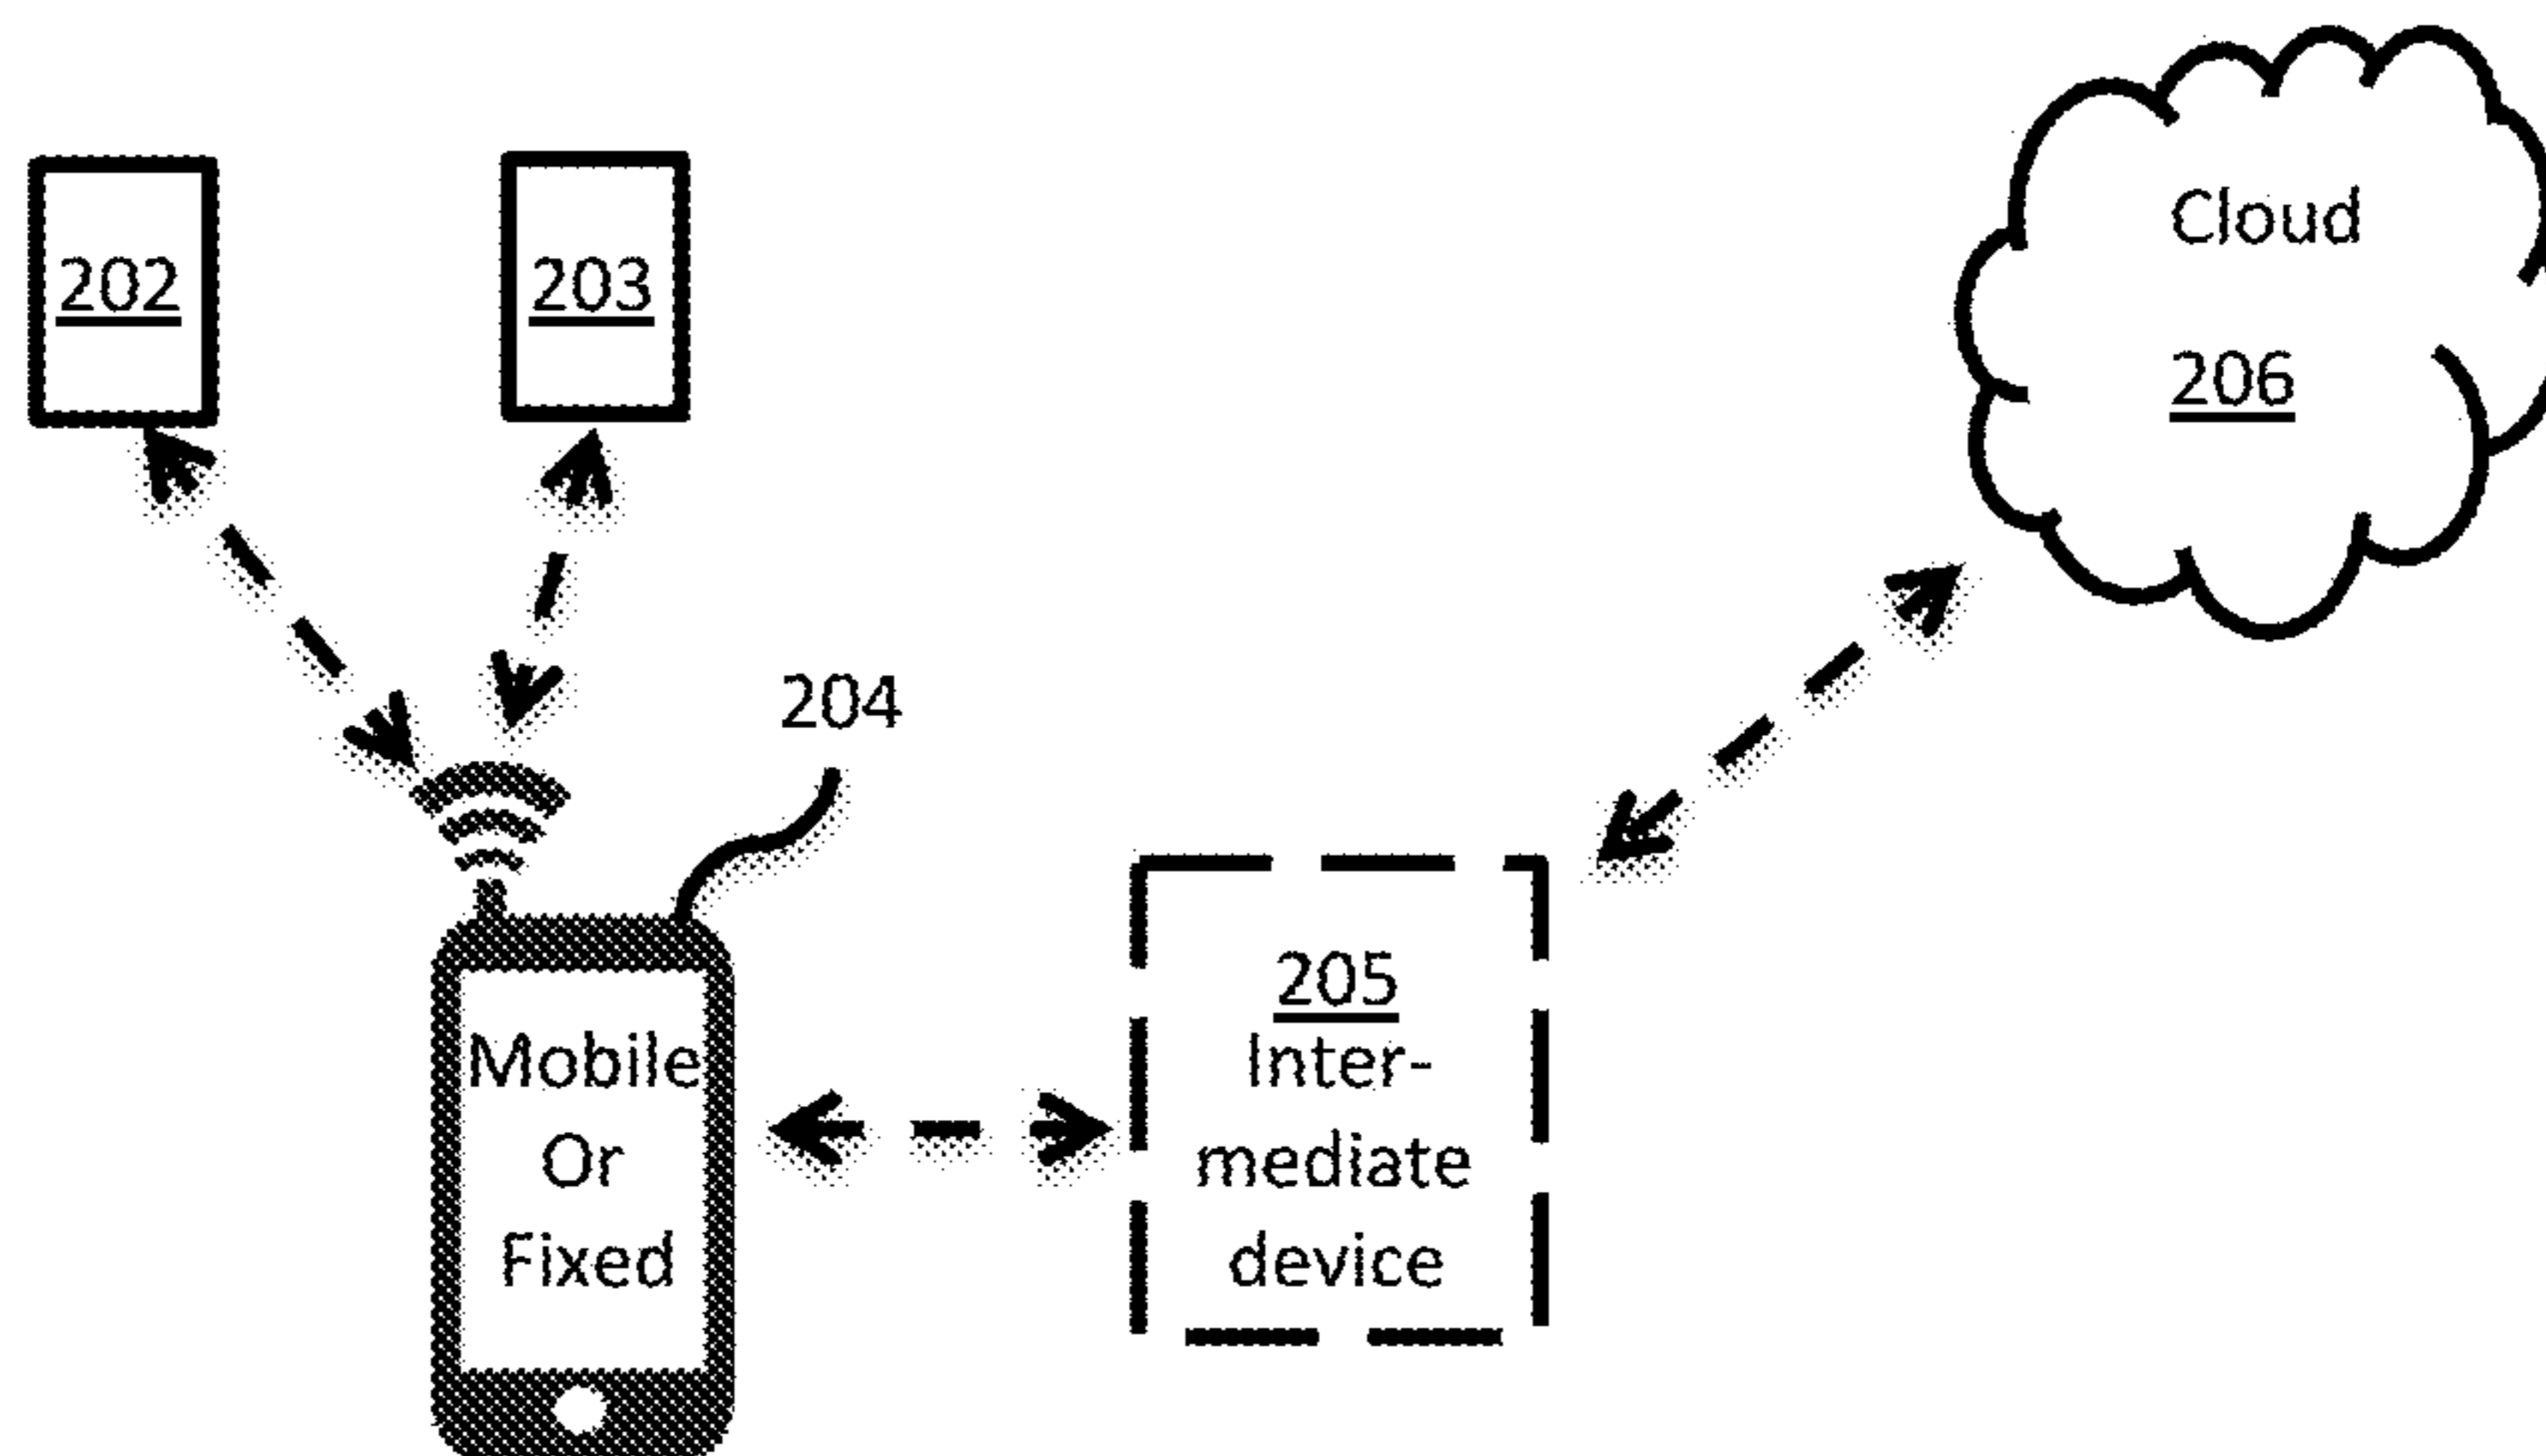 202
203
Cloud
206
204
Mobile
Or
Fixed
205
Inter-
mediate
device